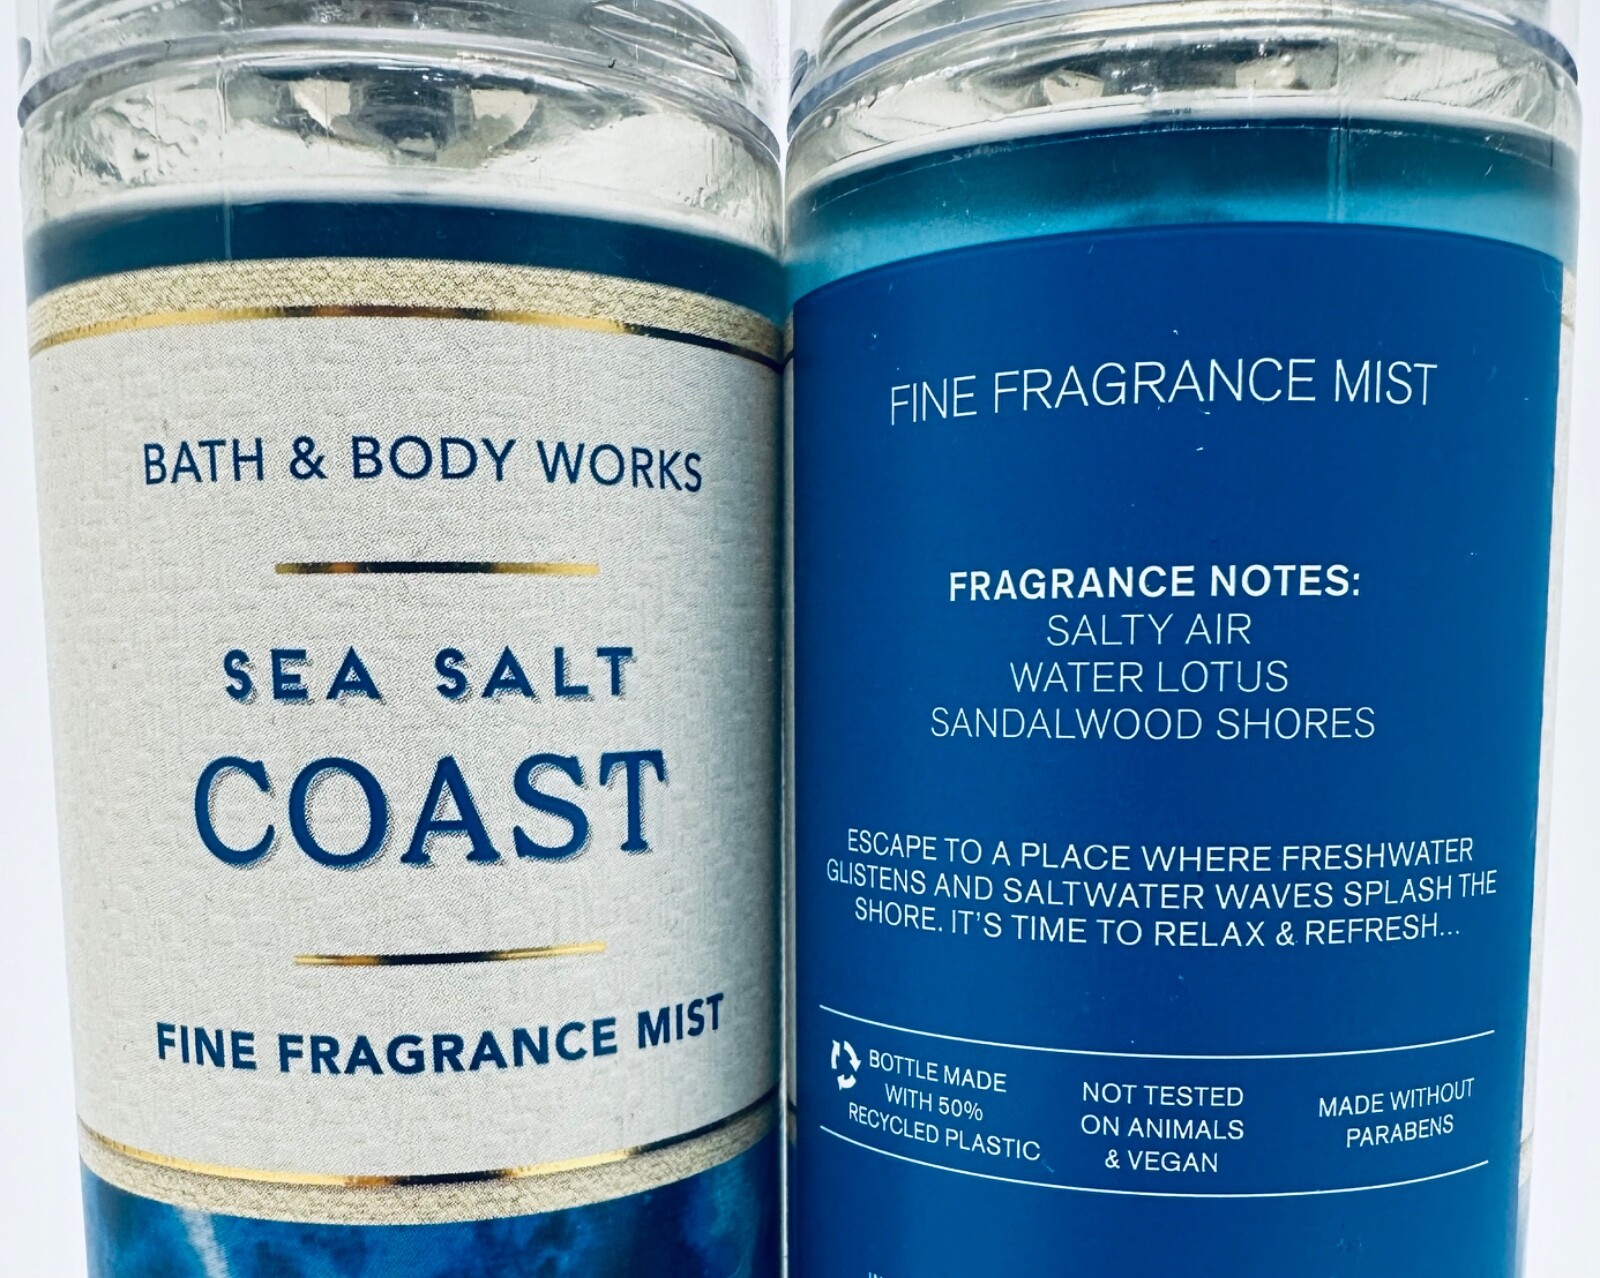 BATH & BODY WORKS
SEA SALT
COAST
FINE FRAGRANCE MIST
FINE FRAGRANCE MIST
FRAGRANCE NOTES:
SALTY AIR
WATER LOTUS
SANDALWOOD SHORES
ESCAPE TO A PLACE WHERE FRESHWATER
GLISTENS AND SALTWATER WAVES SPLASH THE
SHORE. IT'S TIME TO RELAX & REFRESH...
BOTTLE MADE
WITH 50%
RECYCLED PLASTIC
NOT TESTED
ON ANIMALS
& VEGAN
MADE WITHOUT
PARABENS